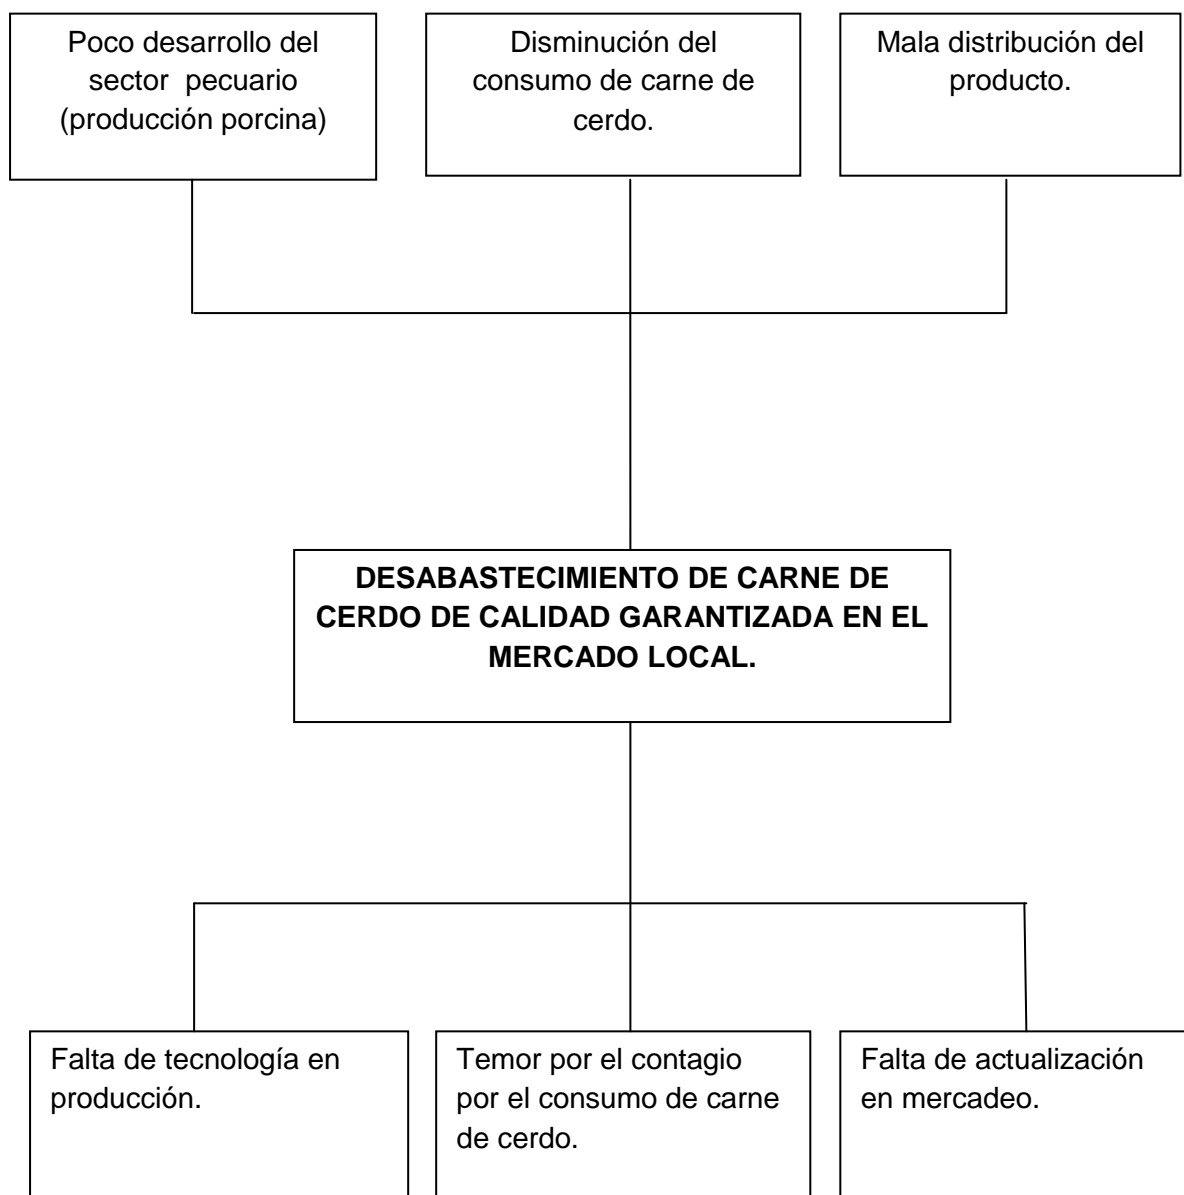 Poco desarrollo del
sector  pecuario
(producción porcina)
Disminución del
consumo de carne de
cerdo.
Mala distribución del
producto.
DESABASTECIMIENTO DE CARNE DE
CERDO DE CALIDAD GARANTIZADA EN EL
MERCADO LOCAL.
Falta de tecnología en
producción.
Temor por el contagio
por el consumo de carne
de cerdo.
Falta de actualización
en mercadeo.